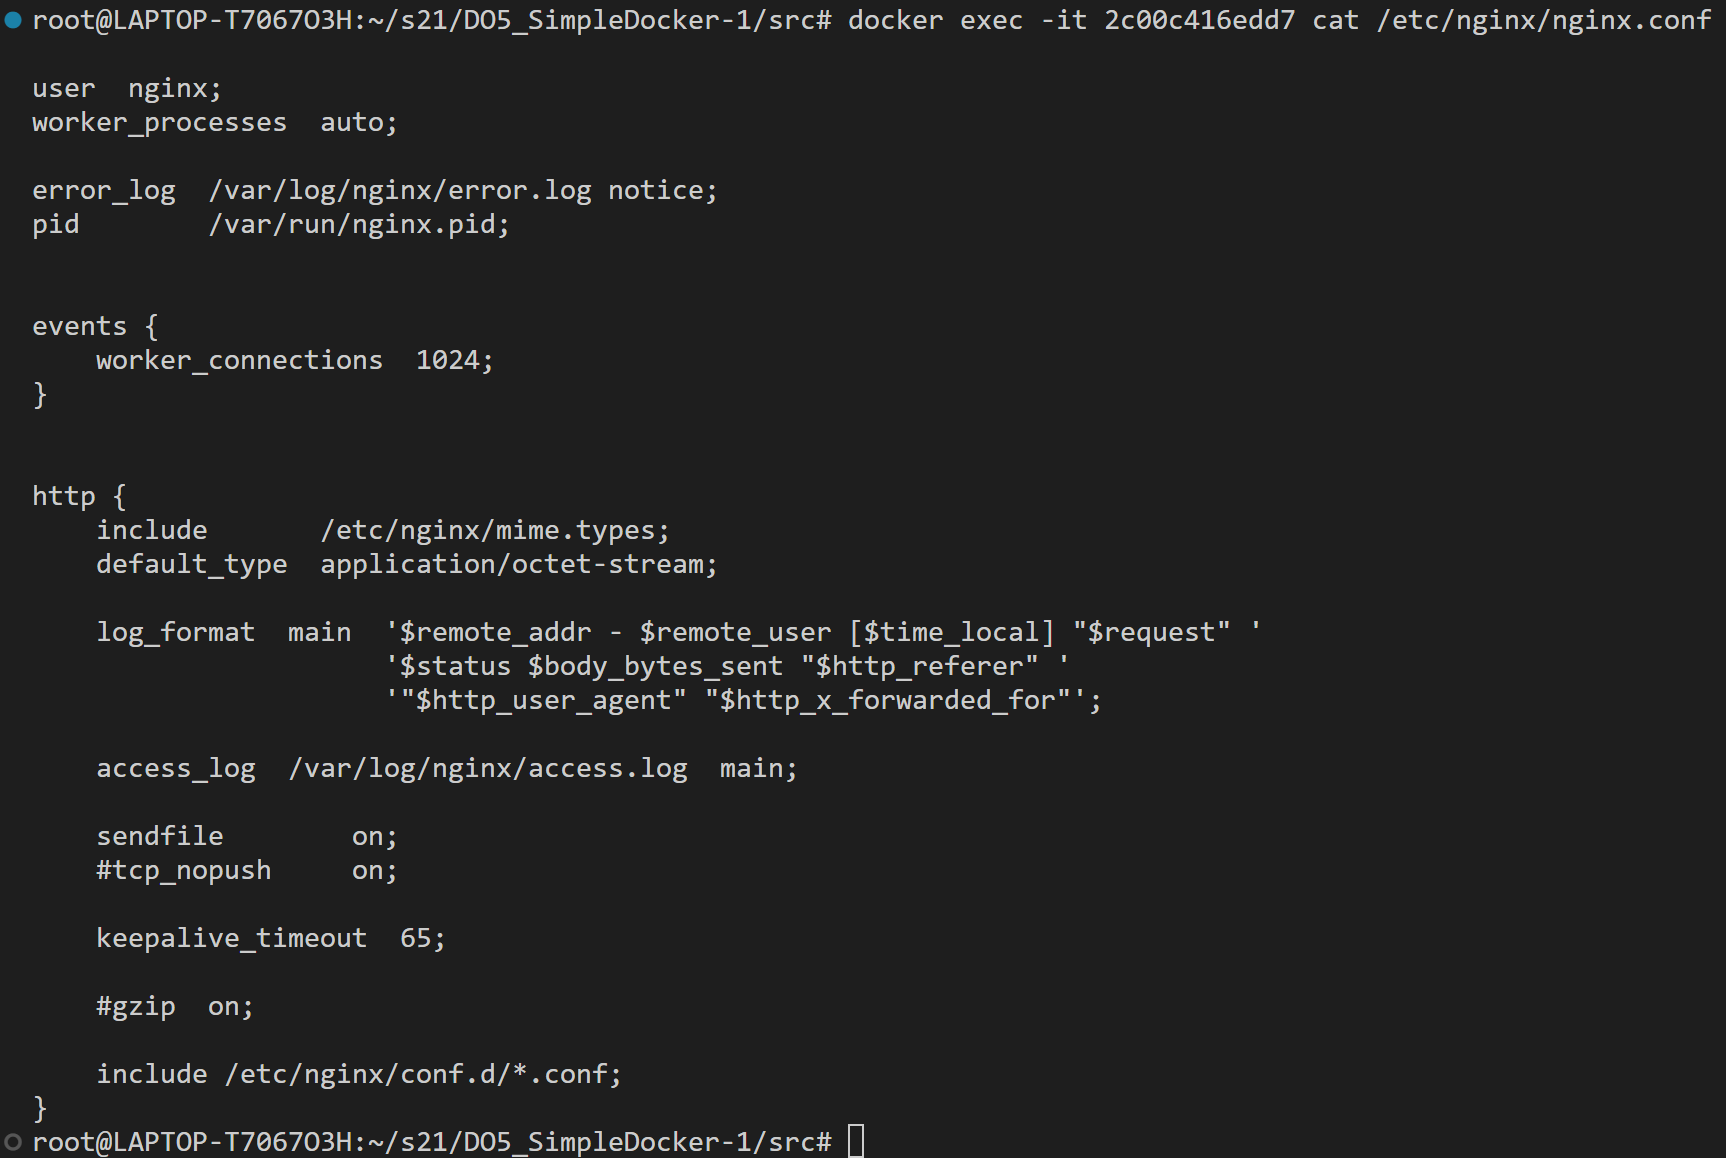 root@LAPTOP-T7067O3H:~/s21/DO5_SimpleDocker-1/src# docker exec -it 2c00c416edd7 cat /etc/nginx/nginx.conf
user  nginx;
worker_processes  auto;
error_log  /var/log/nginx/error.log notice;
pid        /var/run/nginx.pid;
events {
    worker_connections  1024;
}
http {
    include       /etc/nginx/mime.types;
    default_type  application/octet-stream;
    log_format  main  '$remote_addr - $remote_user [$time_local] "$request" '
                      '$status $body_bytes_sent "$http_referer" '
                      '"$http_user_agent" "$http_x_forwarded_for"';
    access_log  /var/log/nginx/access.log  main;
    sendfile        on;
    #tcp_nopush     on;
    keepalive_timeout  65;
    #gzip  on;
    include /etc/nginx/conf.d/*.conf;
}
root@LAPTOP-T7067O3H:~/s21/DO5_SimpleDocker-1/src#